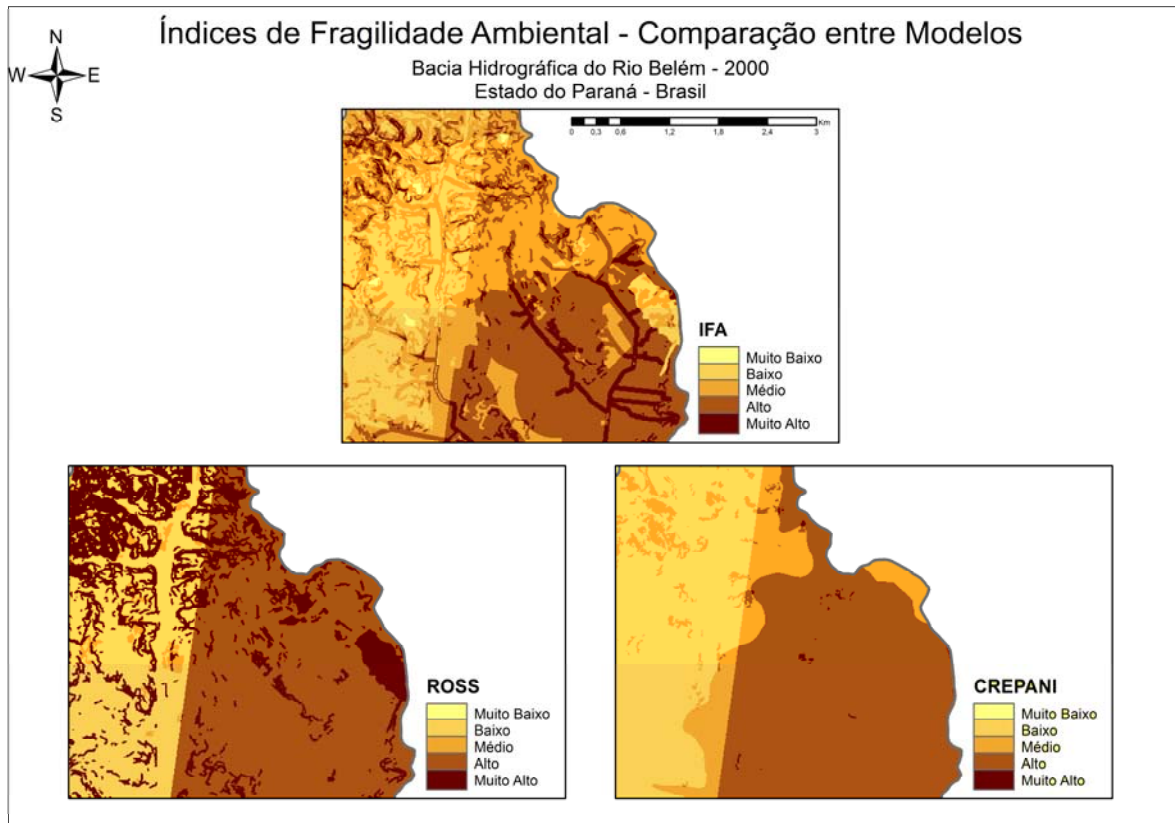 Índices de Fragilidade Ambiental - Comparação entre Modelos
Bacia Hidrográfica do Rio Belém - 2000
Estado do Paraná - Brasil
N
W E
S
0 0,3 0,6 1,2 1,8 2,4 3 Km
IFA
Muito Baixo
Baixo
Médio
Alto
Muito Alto
ROSS
Muito Baixo
Baixo
Médio
Alto
Muito Alto
CREPANI
Muito Baixo
Baixo
Médio
Alto
Muito Alto